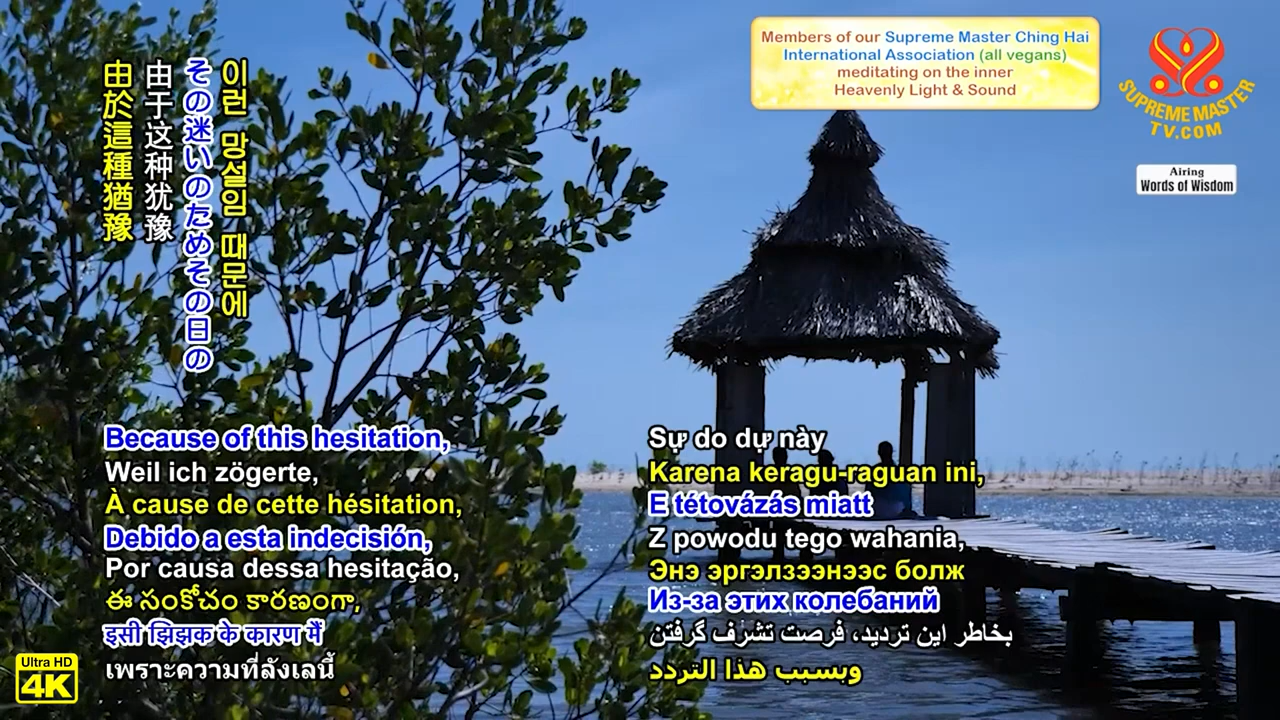 Members of our Supreme Master Ching Hai
International Association (all vegans)
meditating on the inner
Heavenly Light & Sound
SUPREME MASTER
TV.COM
Airing
Words of Wisdom
이런 망설임 때문에
その迷いのためその日の
由于这种犹豫
由於這種猶豫
Because of this hesitation,
Weil ich zögerte,
À cause de cette hésitation,
Debido a esta indecisión,
Por causa dessa hesitação,
ఈ సంకోచం కారణంగా,
इसी झिझक के कारण मैं
เพราะความที่ลังเลนี้
Sự do dự này
Karena keragu-raguan ini,
E tétovázás miatt
Z powodu tego wahania,
Энэ эргэлзээнээс болж
Из-за этих колебаний
بخاطر این تردید، فرصت تشرف گرفتن
وبسبب هذا التردد
Ultra HD
4K